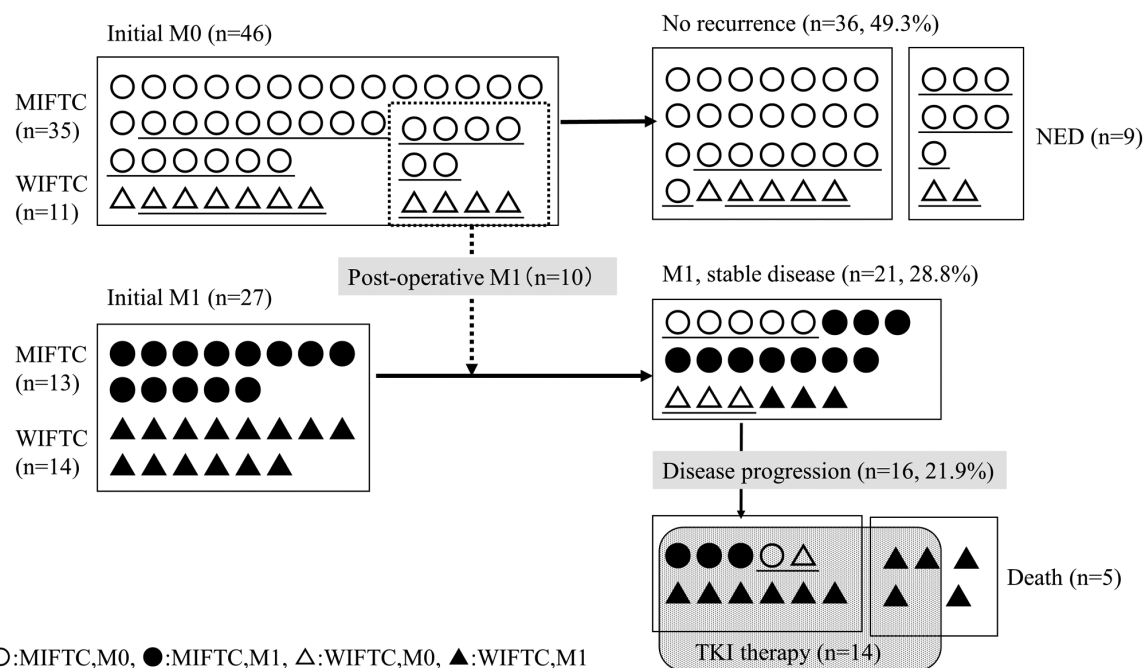 Initial M0 (n=46)
No recurrence (n=36, 49.3%)
MIFTC
(n=35)
WIFTC
(n=11)
NED (n=9)
Post-operative M1 (n=10)
Initial M1 (n=27)
M1, stable disease (n=21, 28.8%)
MIFTC
(n=13)
WIFTC
(n=14)
Disease progression (n=16, 21.9%)
Death (n=5)
TKI therapy (n=14)
○:MIFTC,M0, ●:MIFTC,M1, △:WIFTC,M0, ▲:WIFTC,M1